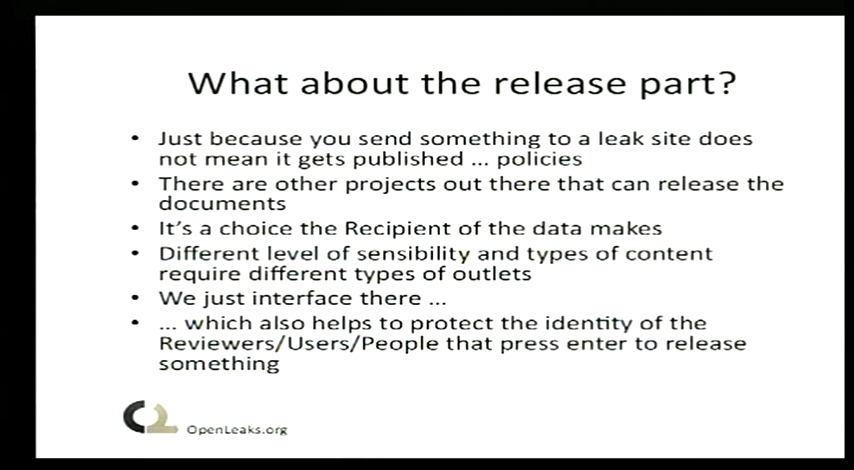 What about the release part?
• Just because you send something to a leak site does
not mean it gets published ... policies
• There are other projects out there that can release the
documents
• It's a choice the Recipient of the data makes
• Different level of sensibility and types of content
require different types of outlets
• We just interface there ...
• ... which also helps to protect the identity of the
Reviewers/Users/People that press enter to release
something
OpenLeaks.org